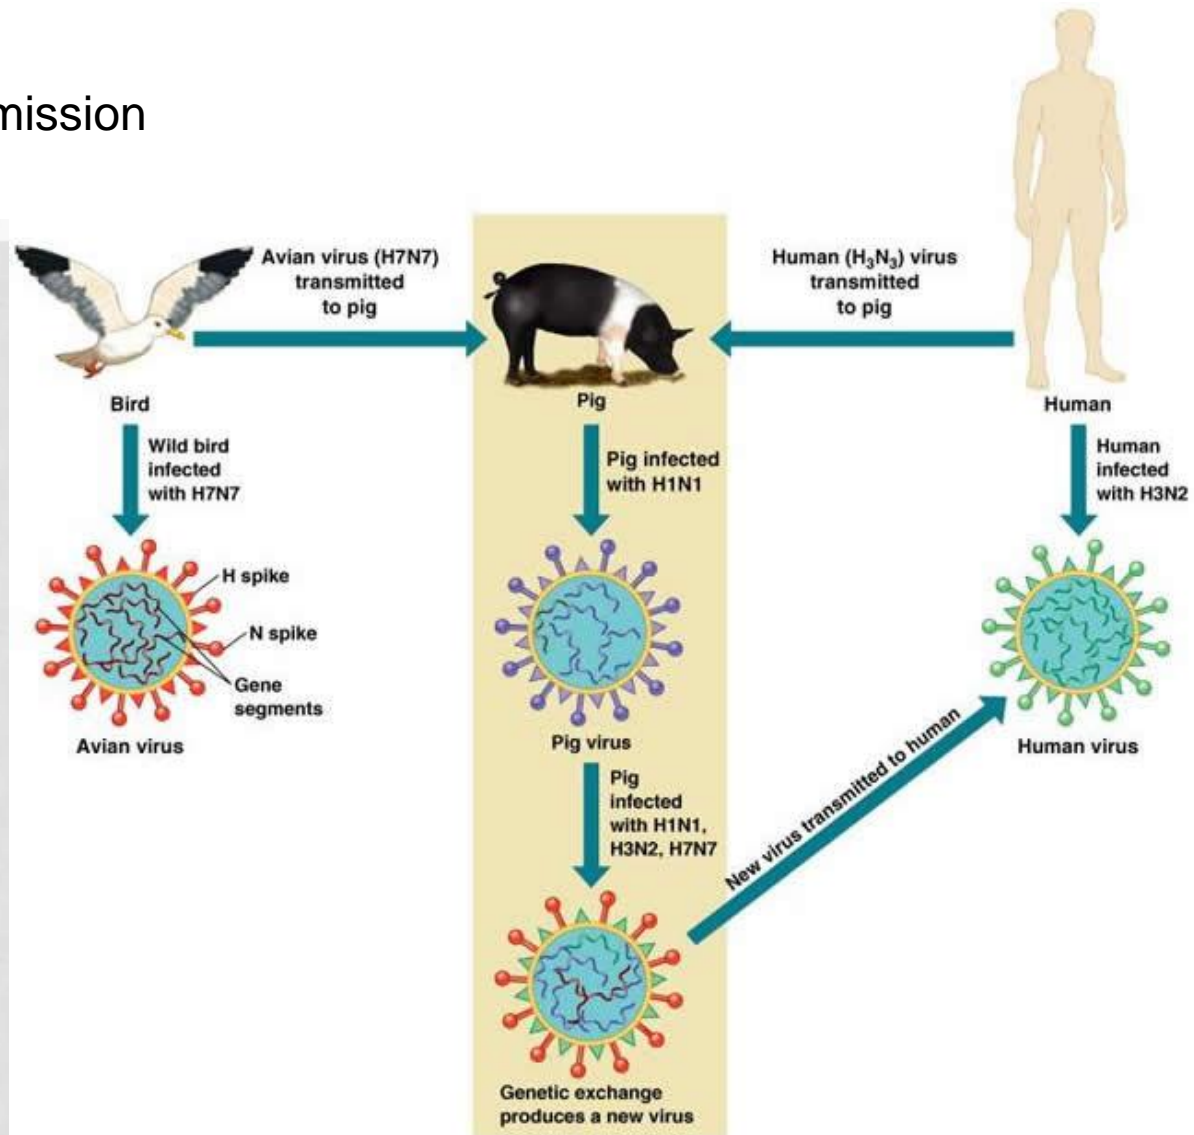 mission
Avian virus (H7N7)
transmitted
to pig
Human (H₃N₃) virus
transmitted
to pig
Bird
Pig
Human
Wild bird
infected
with H7N7
Pig infected
with H1N1
Human
infected
with H3N2
H spike
N spike
Gene
segments
Avian virus
Pig virus
Human virus
Pig
infected
with H1N1,
H3N2, H7N7
New virus transmitted to human
Genetic exchange
produces a new virus